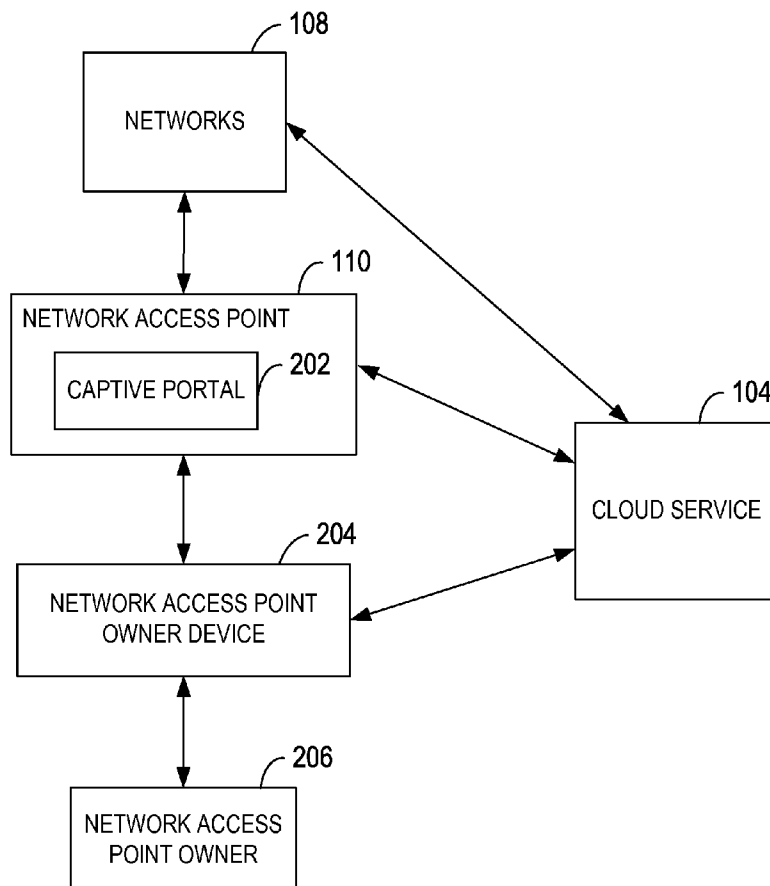 108
NETWORKS
110
NETWORK ACCESS POINT
CAPTIVE PORTAL
202
104
CLOUD SERVICE
204
NETWORK ACCESS POINT
OWNER DEVICE
206
NETWORK ACCESS
POINT OWNER